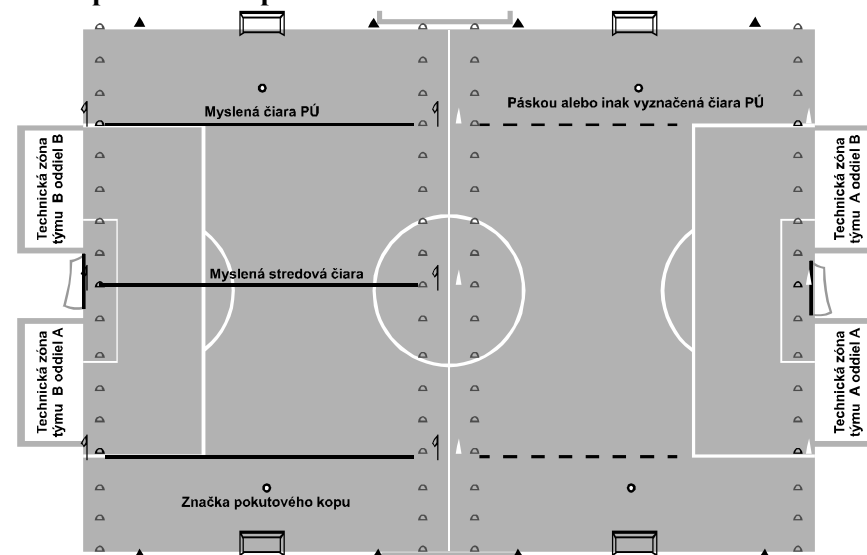 Myslená čiara PÚ
Páskou alebo inak vyznačená čiara PÚ
Technická zóna
týmu  B oddiel B
Technická zóna
týmu  A oddiel B
Myslená stredová čiara
Technická zóna
týmu  B oddiel A
Technická zóna
týmu  A oddiel A
Značka pokutového kopu